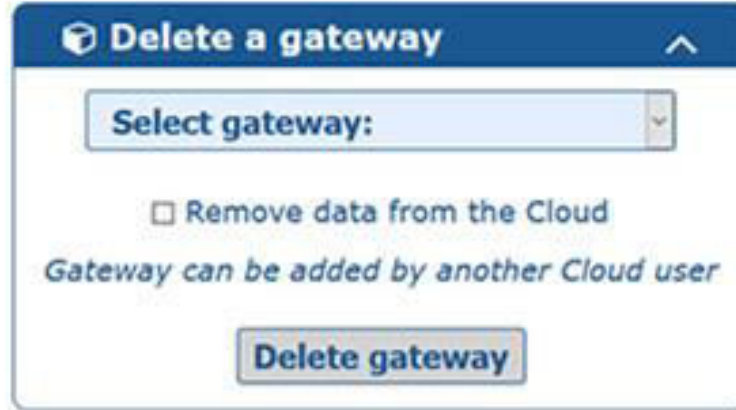 Delete a gateway
Select gateway:
Remove data from the Cloud
Gateway can be added by another Cloud user
Delete gateway